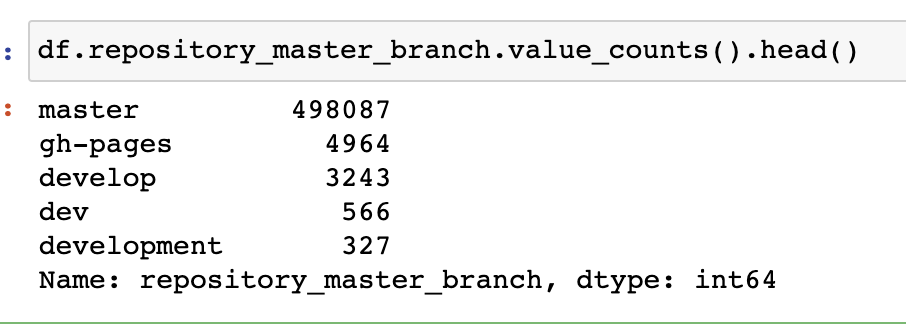 : df.repository_master_branch.value_counts().head()
: master 498087
gh-pages 4964
develop 3243
dev 566
development 327
Name: repository_master_branch, dtype: int64